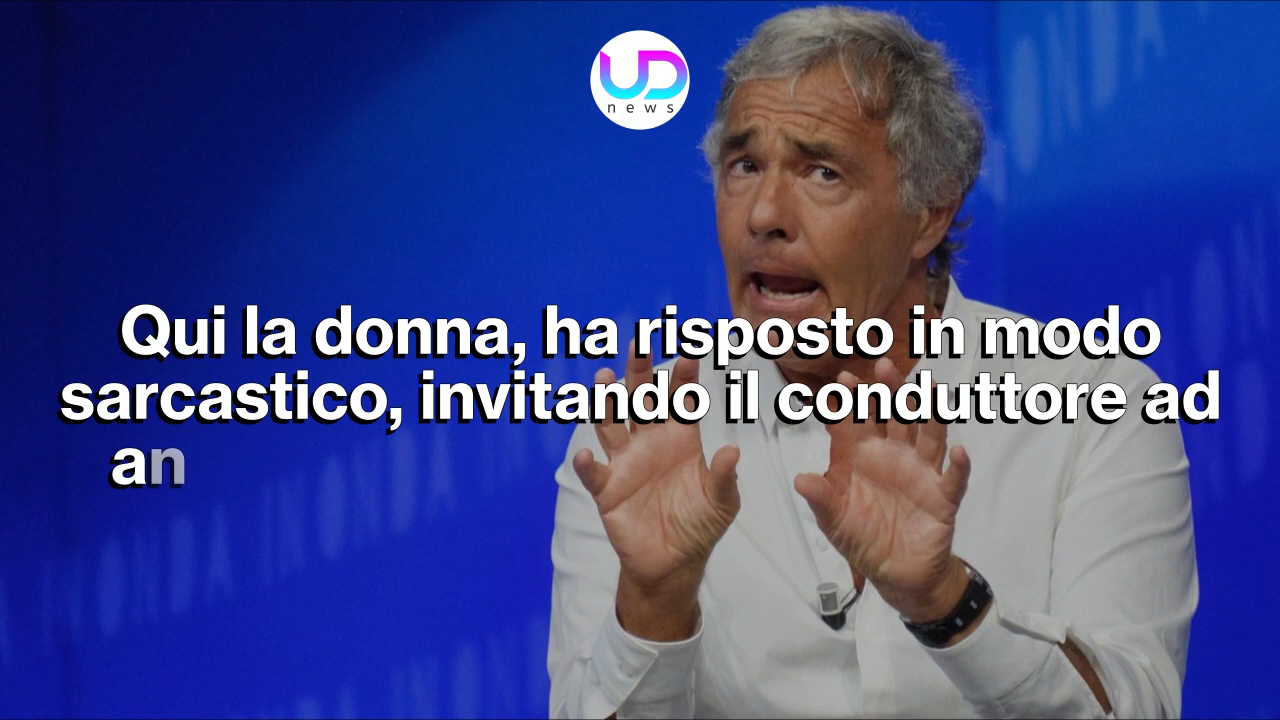 UD
news
Qui la donna, ha risposto in modo
sarcastico, invitando il conduttore ad
an